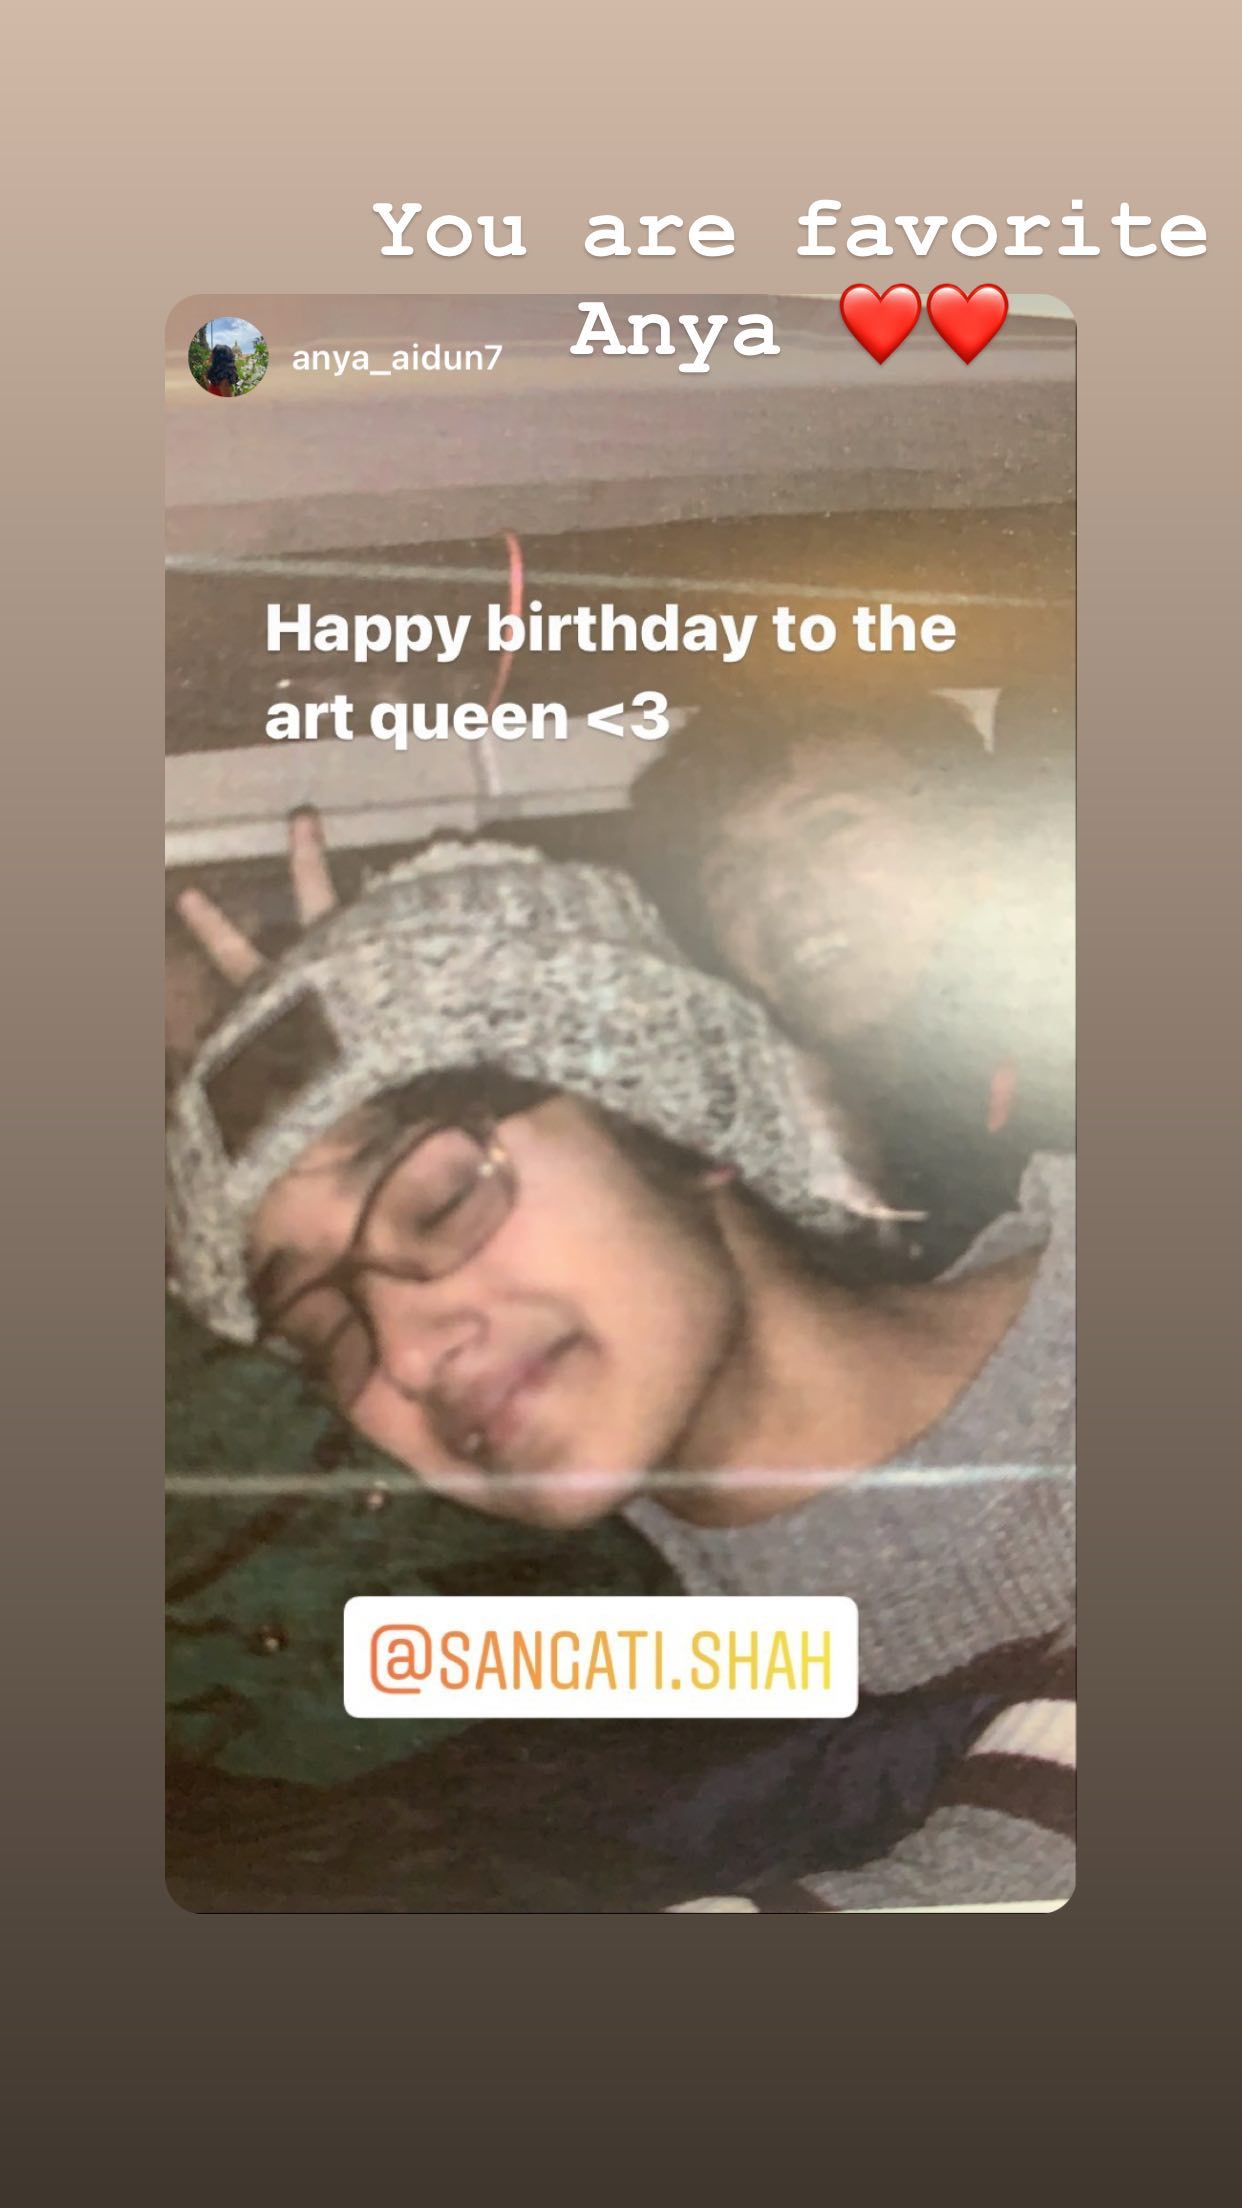 You are favorite
Anya ❤️❤️
anya_aidun7
Happy birthday to the
art queen <3
@SANGATI.SHAH